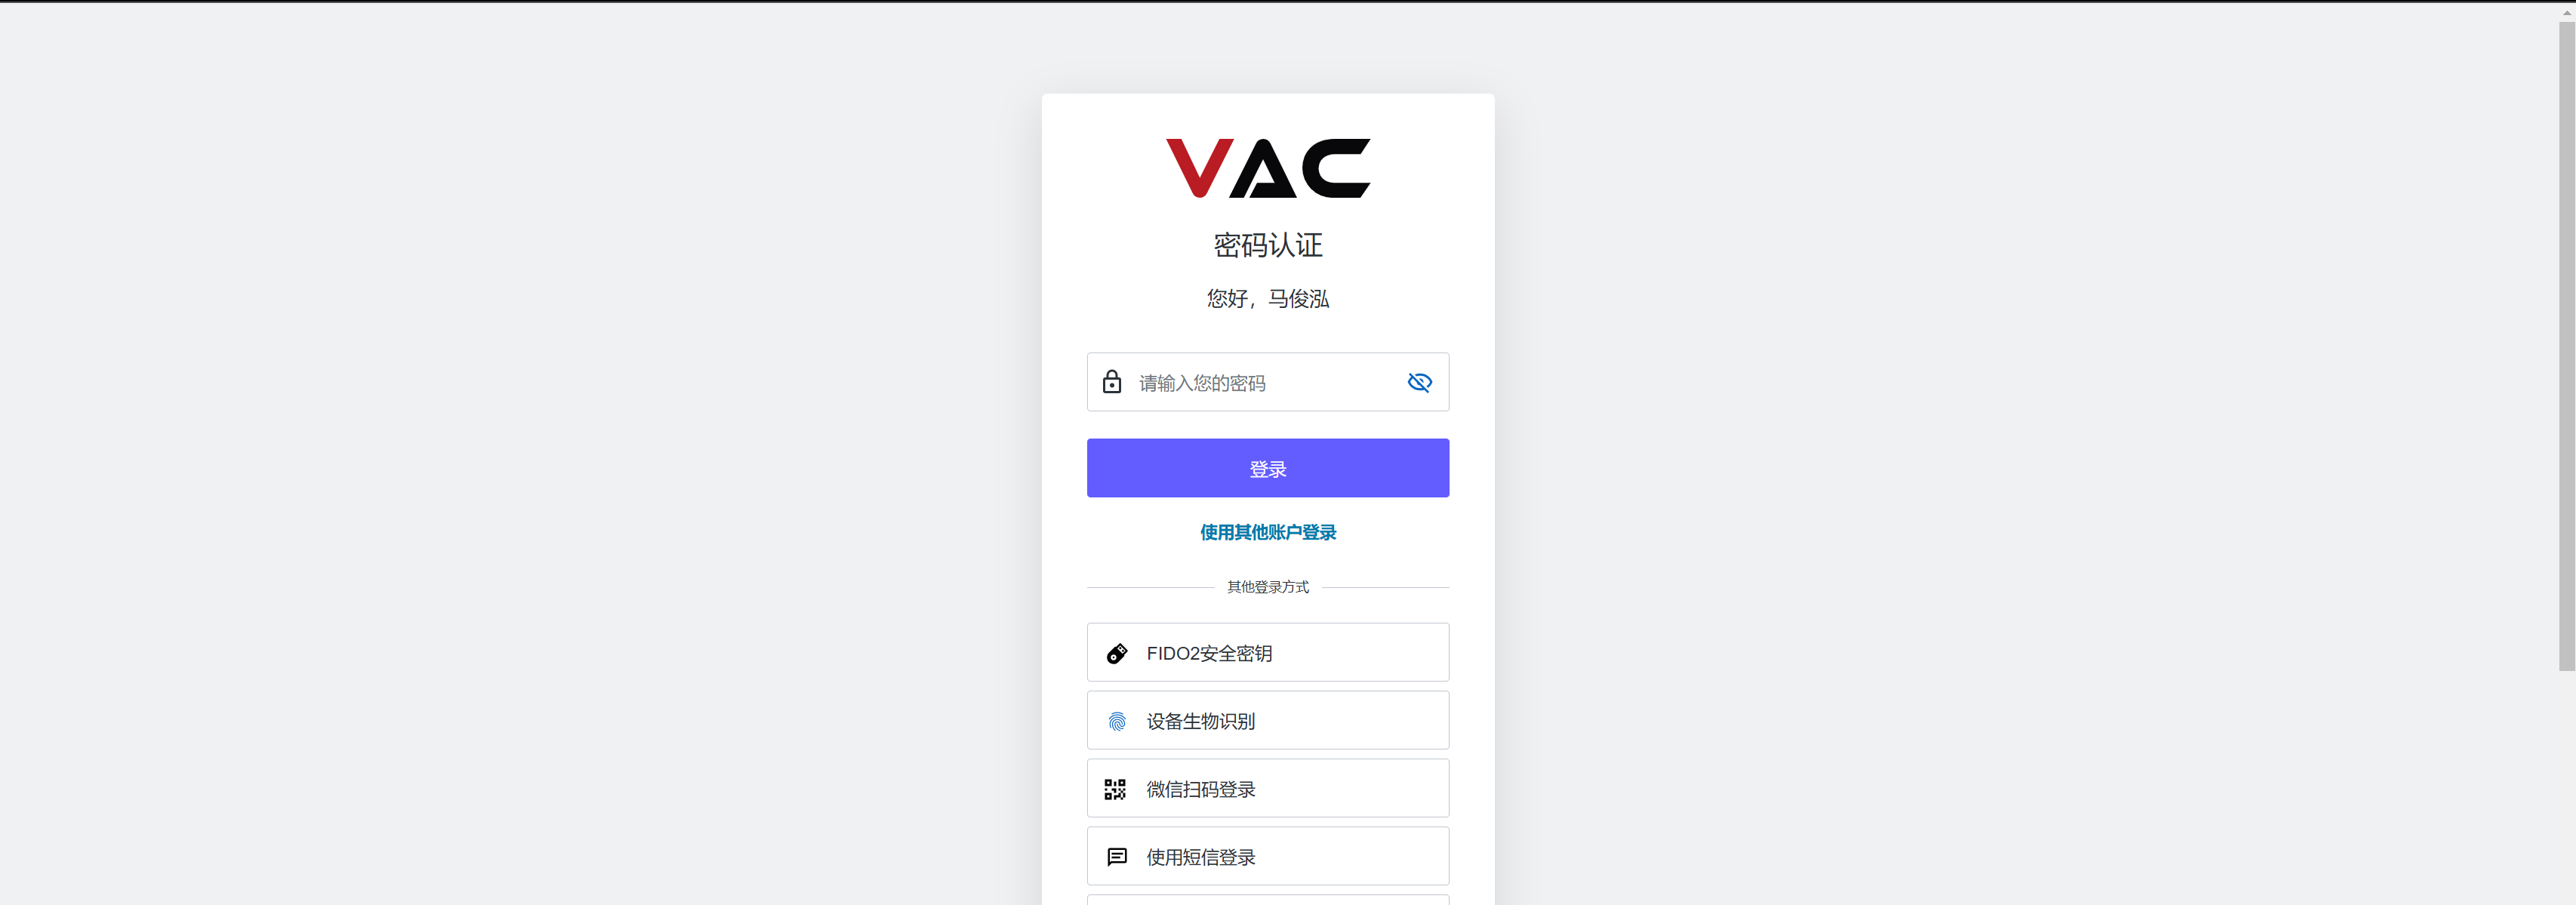 VAC
密码认证
您好，马俊泓
请输入您的密码
登录
使用其他账户登录
其他登录方式
FIDO2安全密钥
设备生物识别
微信扫码登录
使用短信登录